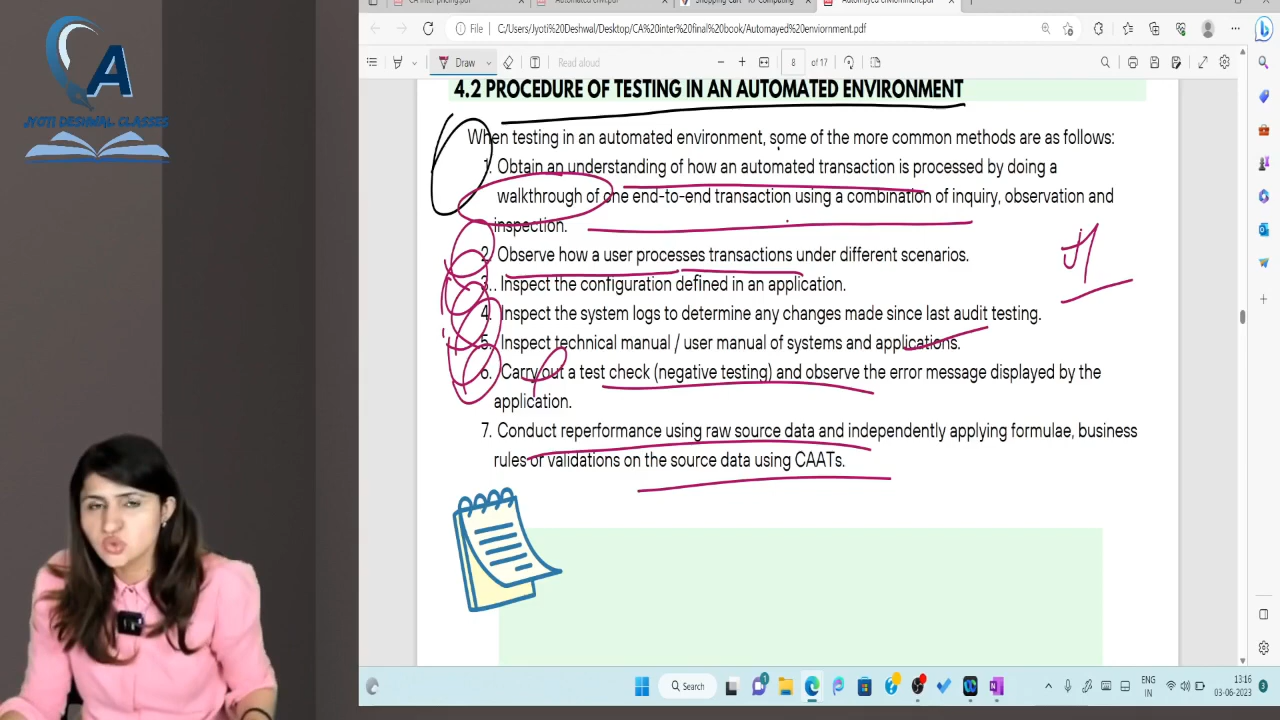 CA
JYOTI DESHWAL CLASSES
File
C:/Users/Jyoti Deshwal/Desktop/CA%20inter%20final%20book/Automayed%20enviornment.pdf
Draw
Read aloud
8
of 17
4.2 PROCEDURE OF TESTING IN AN AUTOMATED ENVIRONMENT
When testing in an automated environment, some of the more common methods are as follows:
1. Obtain an understanding of how an automated transaction is processed by doing a
walkthrough of one end-to-end transaction using a combination of inquiry, observation and
inspection.
2. Observe how a user processes transactions under different scenarios.
3.. Inspect the configuration defined in an application.
4. Inspect the system logs to determine any changes made since last audit testing.
5. Inspect technical manual / user manual of systems and applications.
6. Carry out a test check (negative testing) and observe the error message displayed by the
application.
7. Conduct reperformance using raw source data and independently applying formulae, business
rules or validations on the source data using CAATs.
Search
ENG
IN
13:16
03-06-2023